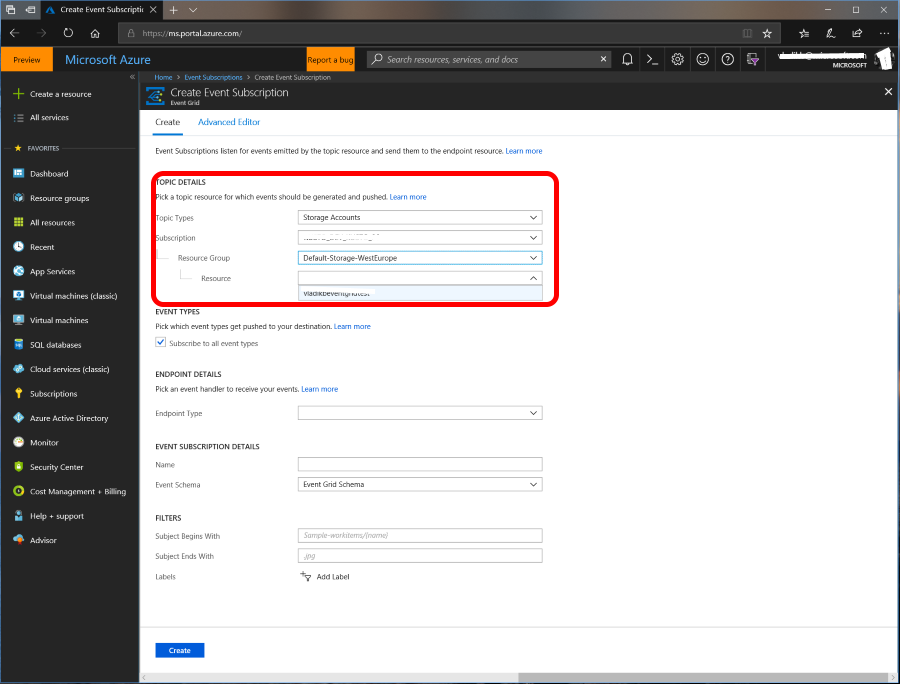 Create Event Subscripti
https://ms.portal.azure.com/
Preview
Microsoft Azure
Report a bug
Search resources, services, and docs
MICROSOFT
Home > Event Subscriptions > Create Event Subscription
Create Event Subscription
Event Grid
Create a resource
All services
FAVORITES
Dashboard
Resource groups
All resources
Recent
App Services
Virtual machines (classic)
Virtual machines
SQL databases
Cloud services (classic)
Subscriptions
Azure Active Directory
Monitor
Security Center
Cost Management + Billing
Help + support
Advisor
Create Advanced Editor
Event Subscriptions listen for events emitted by the topic resource and send them to the endpoint resource. Learn more
TOPIC DETAILS
Pick a topic resource for which events should be generated and pushed. Learn more
Topic Types Storage Accounts
Subscription
Resource Group Default-Storage-WestEurope
Resource
vladikbeventgridtest
EVENT TYPES
Pick which event types get pushed to your destination. Learn more
Subscribe to all event types
ENDPOINT DETAILS
Pick an event handler to receive your events. Learn more
Endpoint Type
EVENT SUBSCRIPTION DETAILS
Name
Event Schema Event Grid Schema
FILTERS
Subject Begins With Sample-workitems/{name}
Subject Ends With .jpg
Labels Add Label
Create